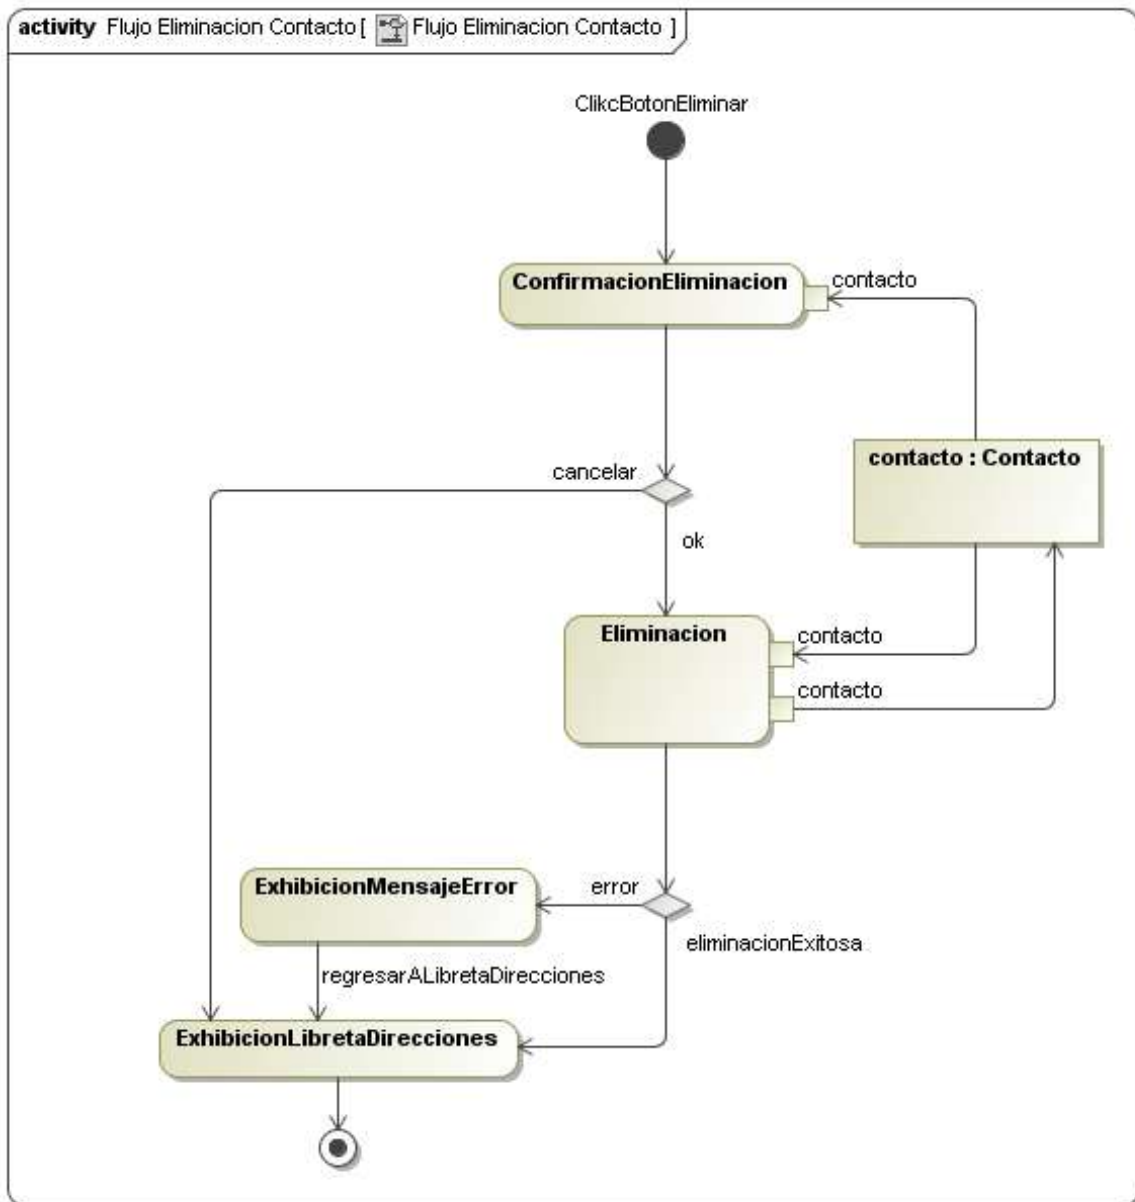 activity Flujo Eliminacion Contacto [ Flujo Eliminacion Contacto ]
ClikcBotonEliminar
ConfirmacionEliminacion
contacto
contacto : Contacto
cancelar
ok
Eliminacion
contacto
contacto
ExhibicionMensajeError
error
eliminacionExitosa
regresarALibretaDirecciones
ExhibicionLibretaDirecciones